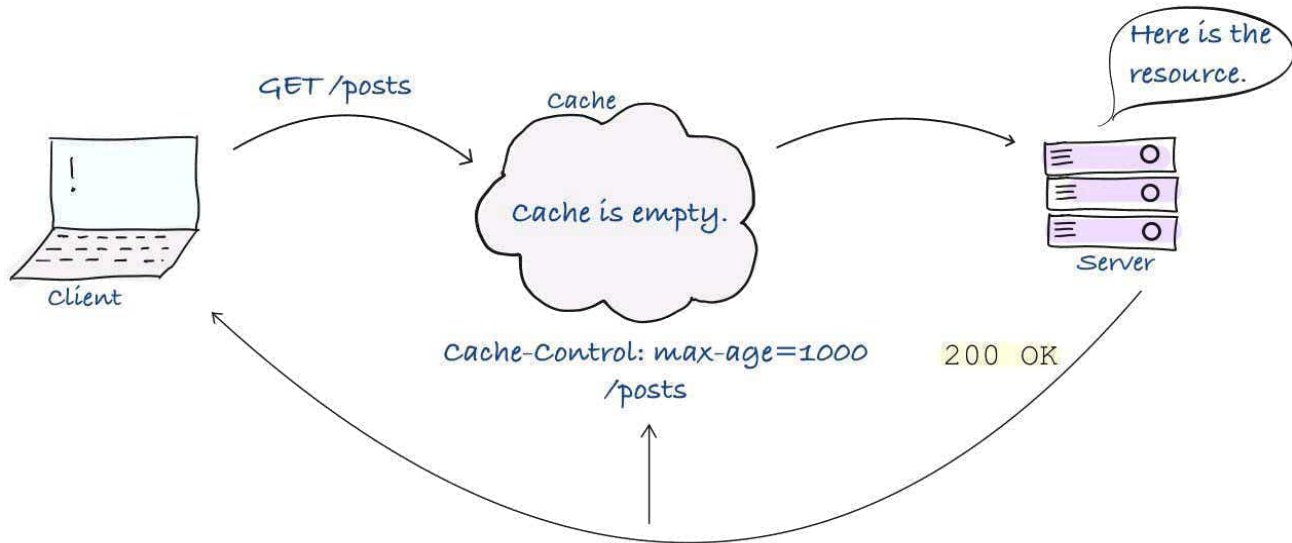 Here is the
resource.
GET /posts
Cache
Cache is empty.
Client
Server
Cache-Control: max-age=1000
/posts
200 OK